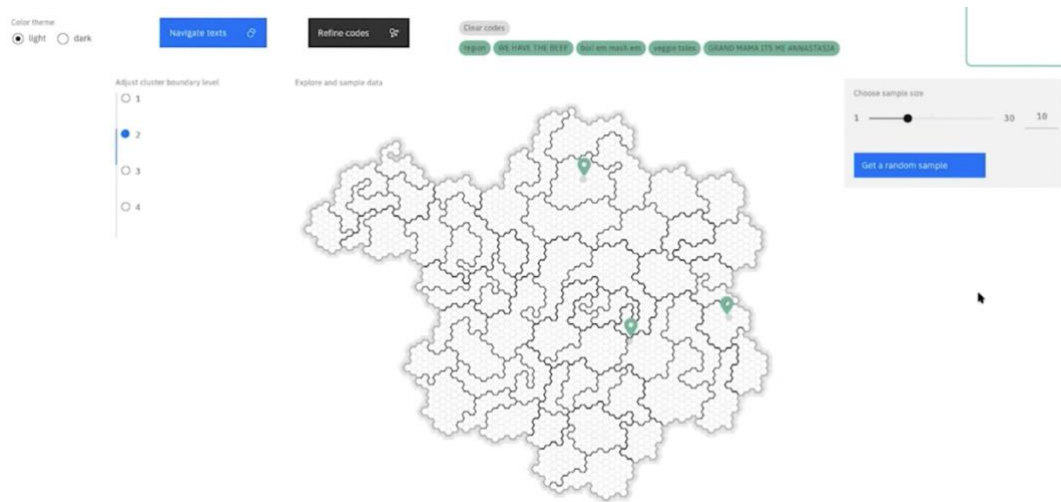 Color theme
light dark
Navigate texts
Refine codes
Clear codes
region WE HAVE THE BEEF boil em mash em veggie tales GRAND MAMA ITS ME ANNASTASIA
Adjust cluster boundary level
1
2
3
4
Explore and sample data
Choose sample size
1 30 10
Get a random sample